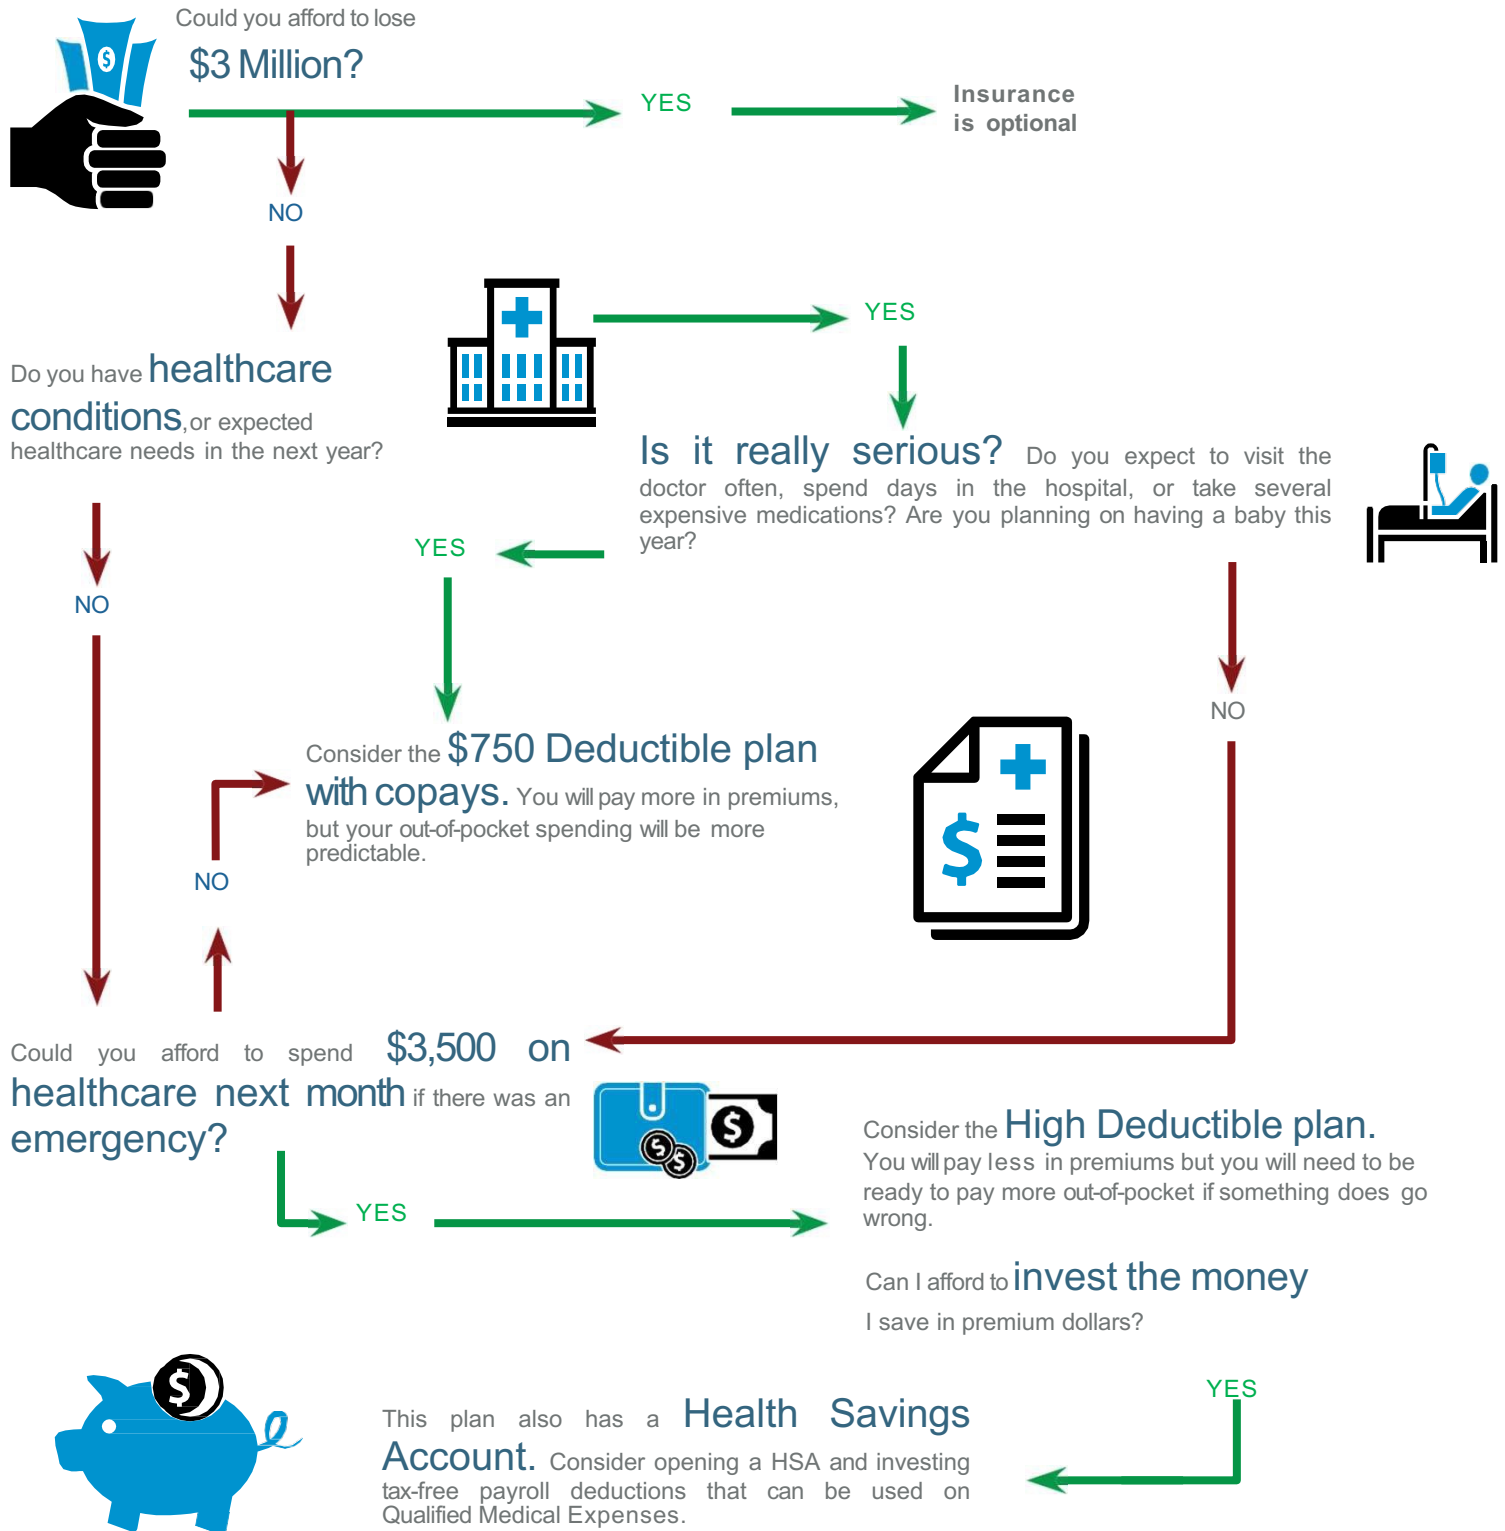 Could you afford to lose
$3 Million?
YES
Insurance
is optional
NO
YES
Do you have healthcare
conditions, or expected
healthcare needs in the next year?
Is it really serious? Do you expect to visit the
doctor often, spend days in the hospital, or take several
expensive medications? Are you planning on having a baby this
year?
YES
NO
NO
Consider the $750 Deductible plan
with copays. You will pay more in premiums,
but your out-of-pocket spending will be more
predictable.
$
NO
Could you afford to spend $3,500 on
healthcare next month if there was an
emergency?
YES
Consider the High Deductible plan.
You will pay less in premiums but you will need to be
ready to pay more out-of-pocket if something does go
wrong.
Can I afford to invest the money
I save in premium dollars?
YES
This plan also has a Health Savings
Account. Consider opening a HSA and investing
tax-free payroll deductions that can be used on
Qualified Medical Expenses.